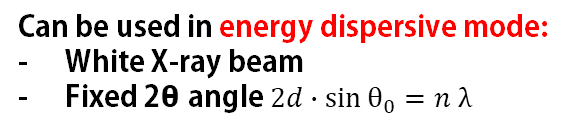 Can be used in energy dispersive mode:
- White X-ray beam
- Fixed 2θ angle 2d · sin θ₀ = n λ